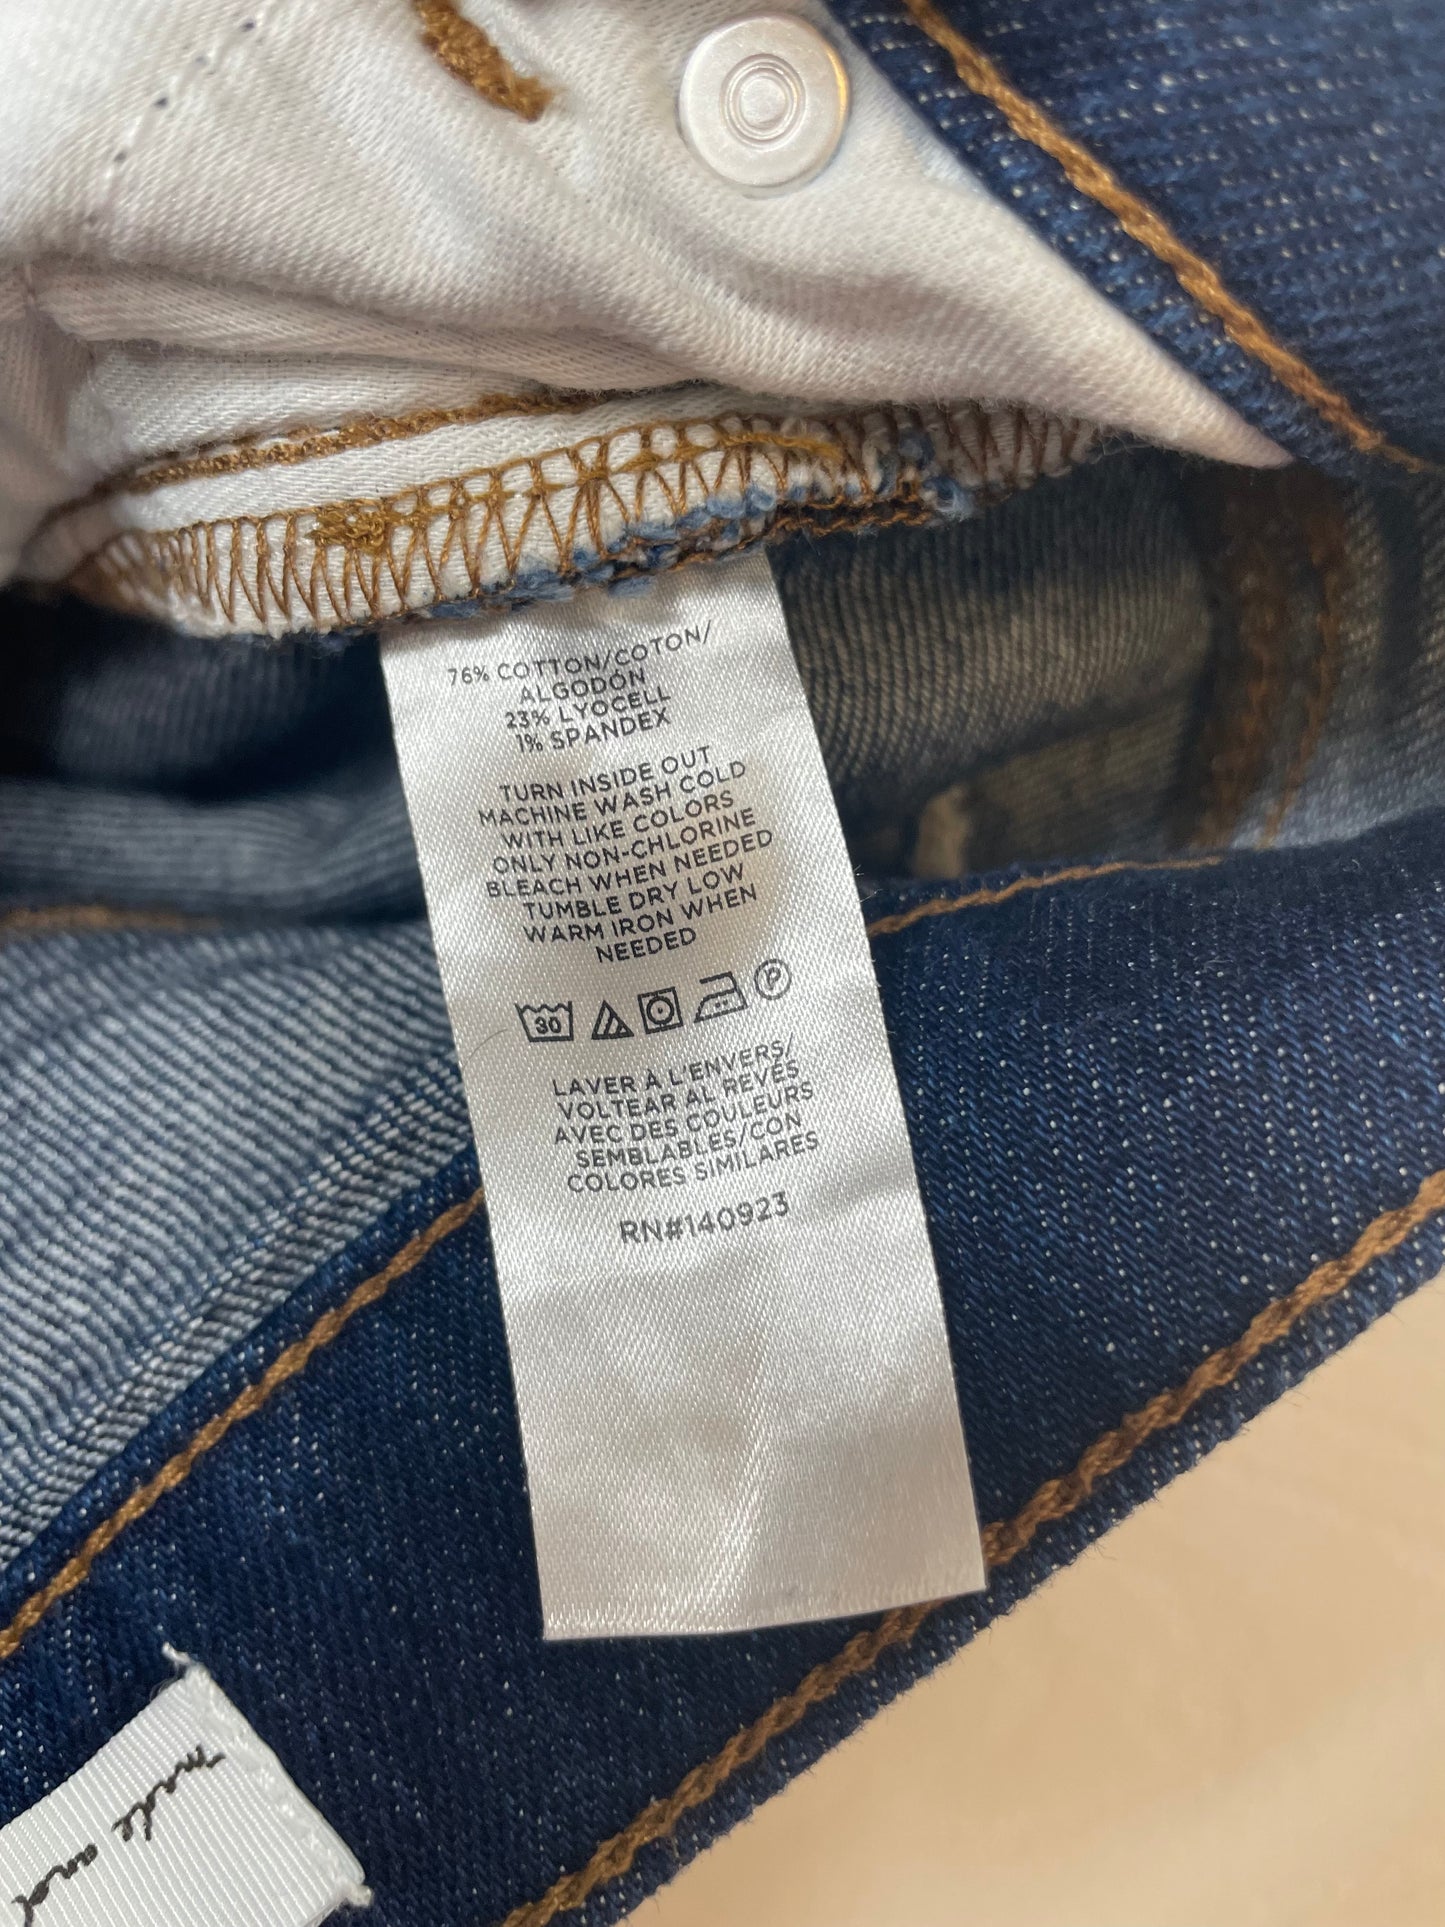 76% COTTON/COTON/
ALGODÓN
23% LYOCELL
1% SPANDEX
TURN INSIDE OUT
MACHINE WASH COLD
WITH LIKE COLORS
ONLY NON-CHLORINE
BLEACH WHEN NEEDED
TUMBLE DRY LOW
WARM IRON WHEN
NEEDED
30 P
LAVER À L'ENVERS/
VOLTEAR AL REVÉS
AVEC DES COULEURS
SEMBLABLES/CON
COLORES SIMILARES
RN#140923
made and